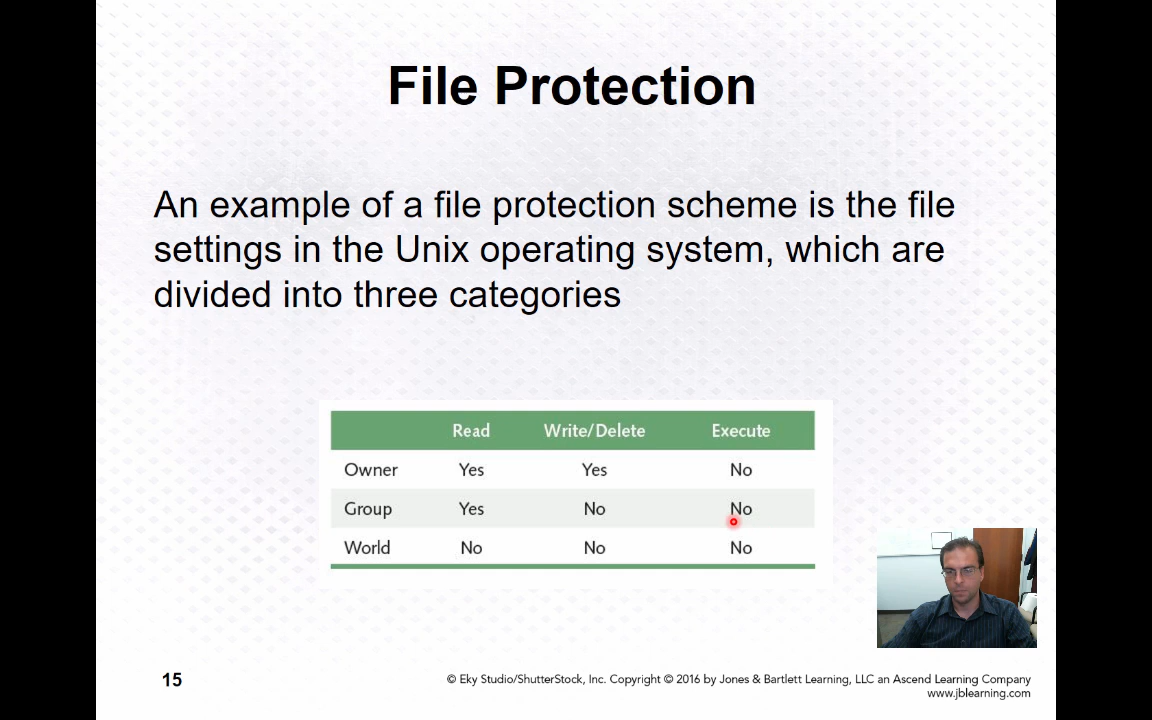 File Protection
An example of a file protection scheme is the file
settings in the Unix operating system, which are
divided into three categories
Read Write/Delete Execute
Owner Yes Yes No
Group Yes No No
World No No No
15
© Eky Studio/ShutterStock, Inc. Copyright © 2016 by Jones & Bartlett Learning, LLC an Ascend Learning Company
www.jblearning.com